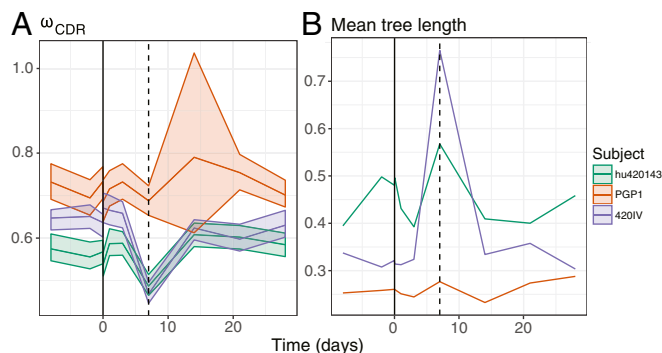 A ωCDR
B Mean tree length
1.0
0.8
0.6
0.7
0.6
0.5
0.4
0.3
0 10 20
0 10 20
Time (days)
Subject
hu420143
PGP1
420IV